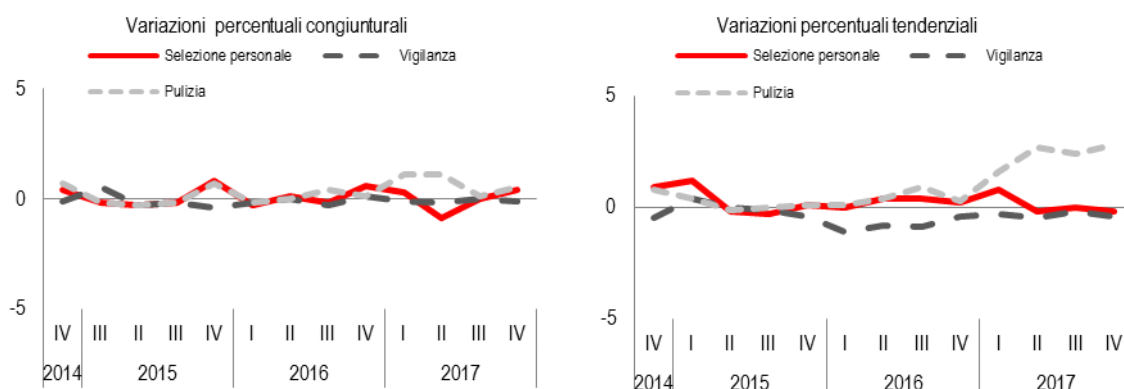 Variazioni percentuali congiunturali
Selezione personale
Vigilanza
Pulizia
5
0
-5
IV III II III IV I II III IV I II III IV
2014 2015 2016 2017
Variazioni percentuali tendenziali
Selezione personale
Vigilanza
Pulizia
5
0
-5
IV I II III IV I II III IV I II III IV
2014 2015 2016 2017